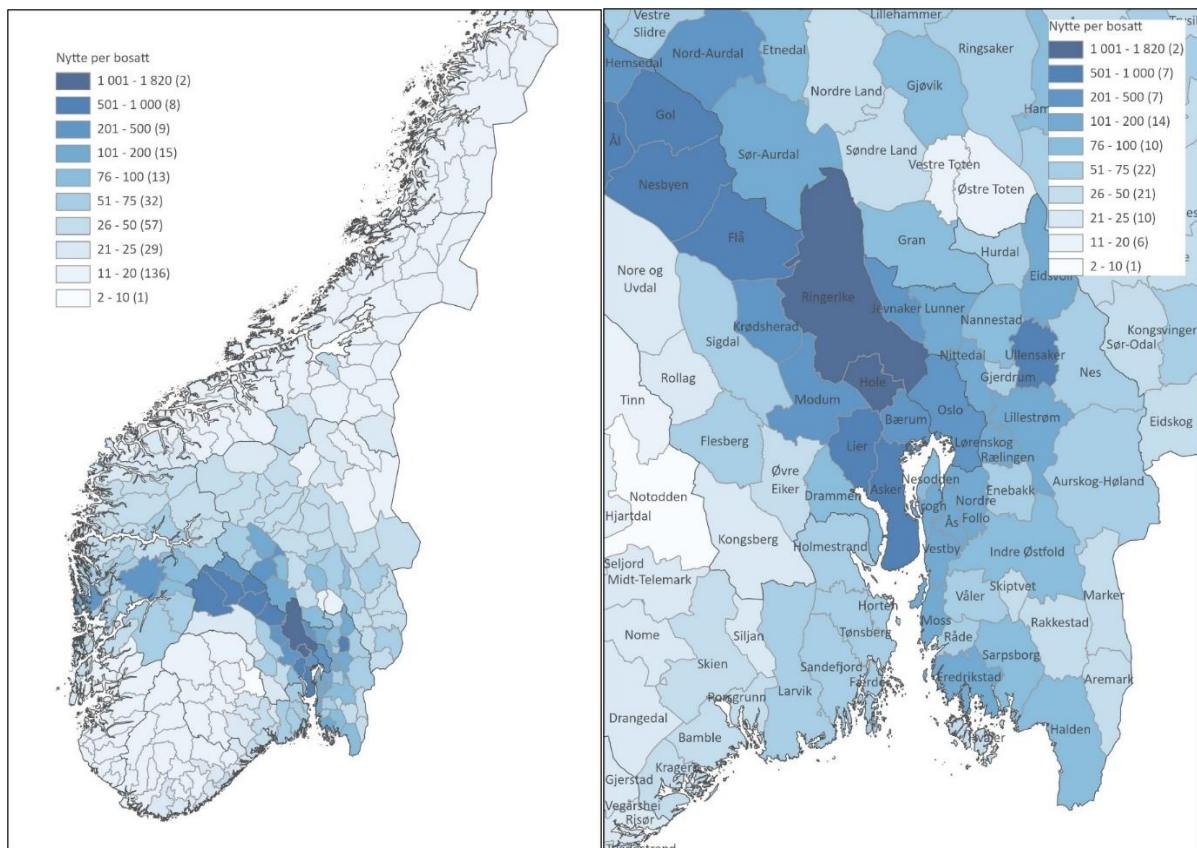 Nytte per bosatt
1 001 - 1 820 (2)
501 - 1 000 (8)
201 - 500 (9)
101 - 200 (15)
76 - 100 (13)
51 - 75 (32)
26 - 50 (57)
21 - 25 (29)
11 - 20 (136)
2 - 10 (1)
Nytte per bosatt
1 001 - 1 820 (2)
501 - 1 000 (7)
201 - 500 (7)
101 - 200 (14)
76 - 100 (10)
51 - 75 (22)
26 - 50 (21)
21 - 25 (10)
11 - 20 (6)
2 - 10 (1)
Vestre
Slidre
Lillehammer
Nord-Aurdal
Etnedal
Ringsaker
Hemsedal
Gjøvik
Nordre Land
Gol
Ål
Sør-Aurdal
Søndre Land
Vestre Toten
Østre Toten
Nesbyen
Flå
Gran
Hurdal
Nore og
Uvdal
Ringerike
Jevnaker
Lunner
Nannestad
Krødsherad
Sigdal
Kongsvinger
Sør-Odal
Nittedal
Ullensaker
Gjerdrum
Nes
Rollag
Hole
Tinn
Modum
Bærum
Oslo
Lillestrøm
Eidskog
Flesberg
Lier
Lørenskog
Rælingen
Øvre
Eiker
Asker
Nesodden
Enebakk
Aurskog-Høland
Drammen
Notodden
Hjartdal
Frogn
Nordre
Follo
Ås
Kongsberg
Holmestrand
Vestby
Indre Østfold
Seljord
Midt-Telemark
Våler
Skiptvet
Marker
Horten
Moss
Nome
Siljan
Tønsberg
Råde
Rakkestad
Skien
Sandefjord
Sarpsborg
Færder
Fredrikstad
Aremark
Porsgrunn
Larvik
Drangedal
Bamble
Hvaler
Halden
Kragerø
Gjerstad
Vegårshei
Risør